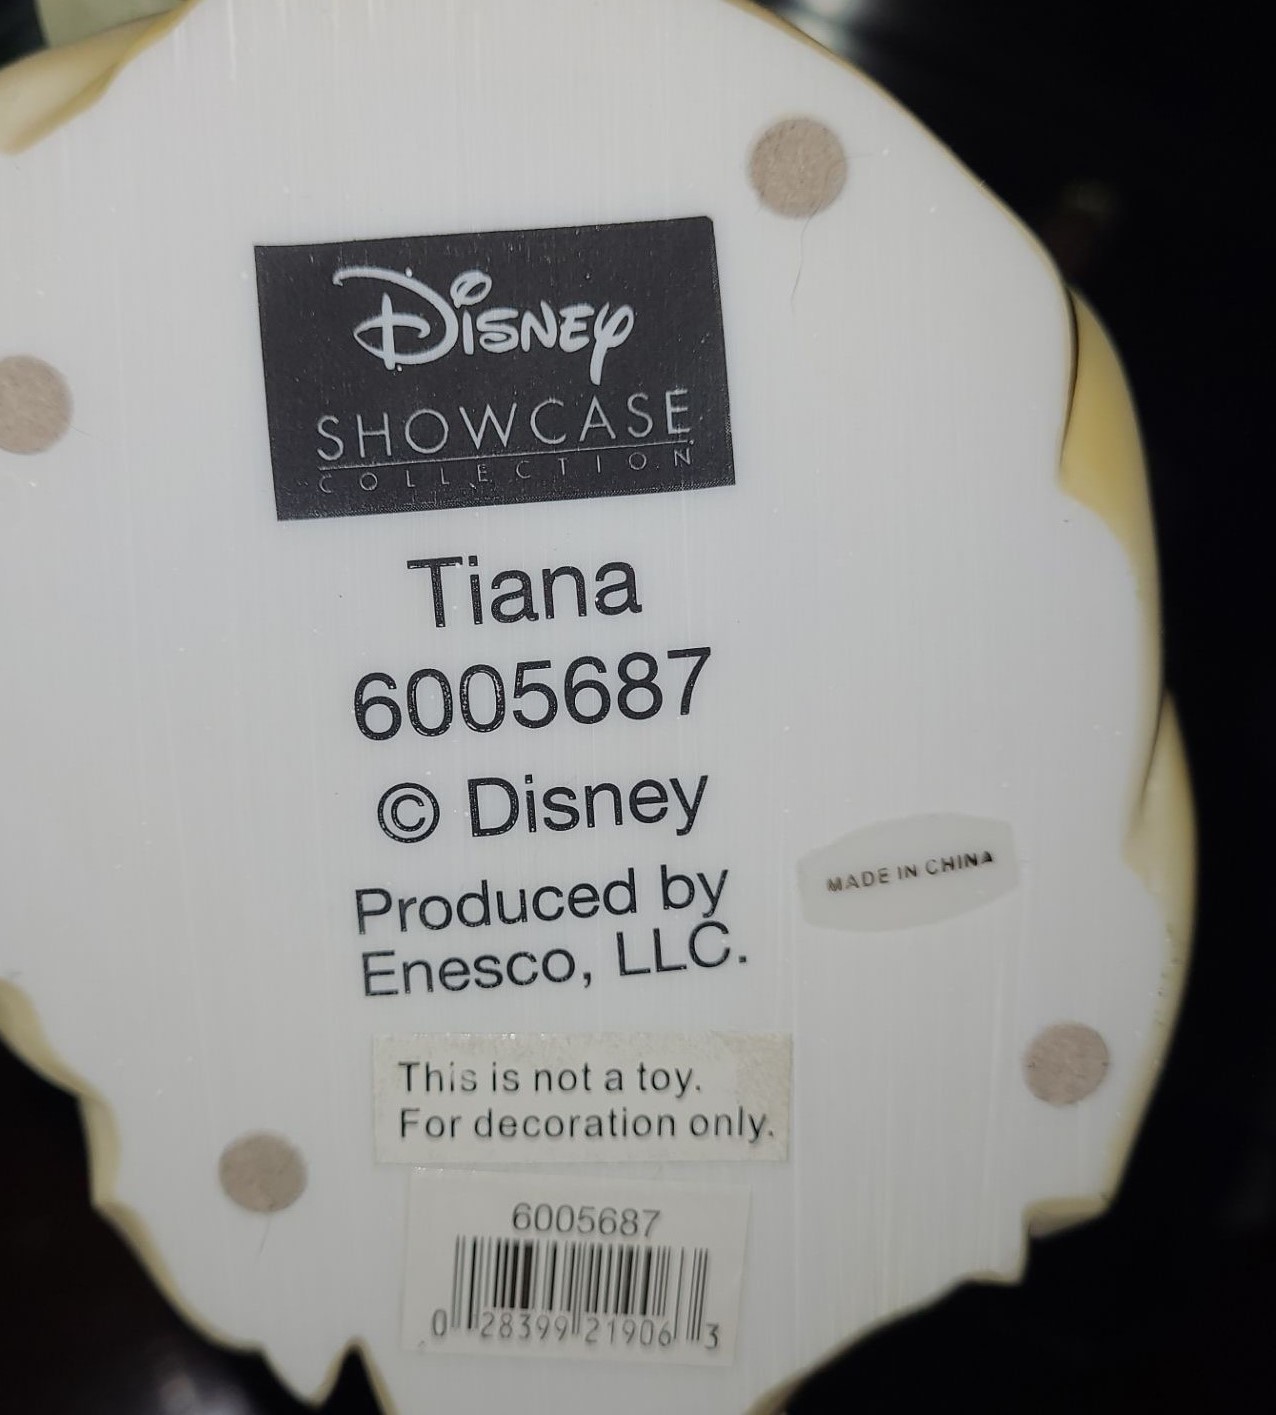 Disney
SHOWCASE
COLLECTION
Tiana
6005687
© Disney
Produced by
Enesco, LLC.
MADE IN CHINA
This is not a toy.
For decoration only.
6005687
0 28399 21906 3